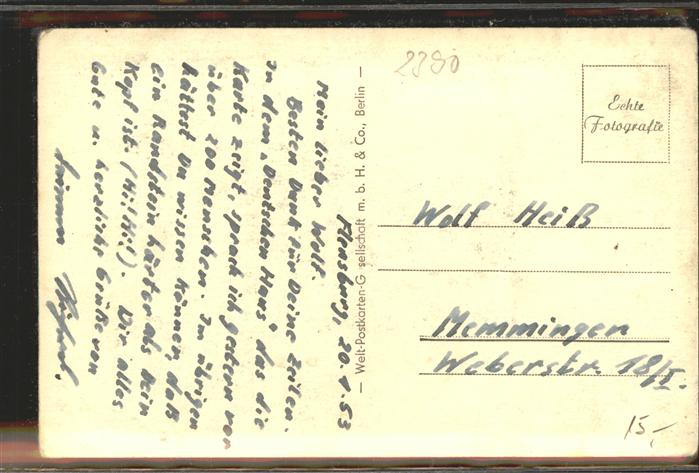 Flensburg, 20.1.53
Mein lieber Wolf.
Besten Dank für Deine Zeilen.
In dem „Deutschen Haus“, das die
Karte zeigt, sprach ich gestern vor
über 200 Menschen. Im übrigen
hättest Du wissen können, daß
ein Randstein härter als Dein
Kopf ist. (Hi! Hi!). Dir alles
Gute u. herzliche Grüße von
Deinem
— Welt-Postkarten-G sellschaft m. b. H. & Co., Berlin —
2380
Echte
Fotografie
Wolf Heiß
Memmingen
Weberstr. 18/I.
15,-